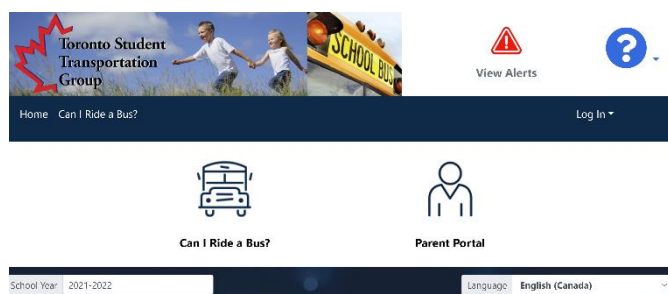 Toronto Student
Transportation
Group
SCHOOL BUS
View Alerts
?
Home Can I Ride a Bus?
Log In
Can I Ride a Bus?
Parent Portal
School Year 2021-2022
Language English (Canada)